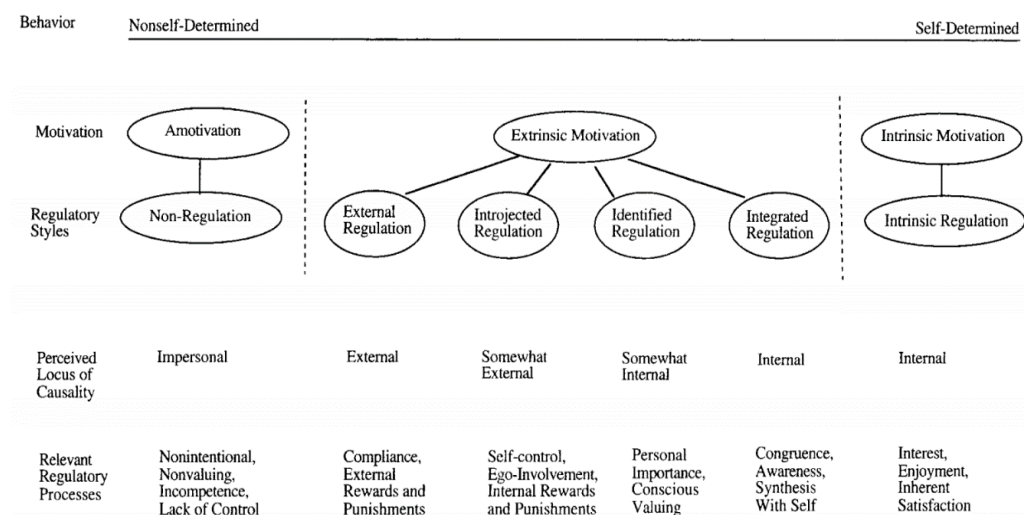 Behavior
Nonself-Determined
Self-Determined
Motivation
Amotivation
Extrinsic Motivation
Intrinsic Motivation
Regulatory
Styles
Non-Regulation
External
Regulation
Introjected
Regulation
Identified
Regulation
Integrated
Regulation
Intrinsic Regulation
Perceived
Locus of
Causality
Impersonal
External
Somewhat
External
Somewhat
Internal
Internal
Internal
Relevant
Regulatory
Processes
Nonintentional,
Nonvaluing,
Incompetence,
Lack of Control
Compliance,
External
Rewards and
Punishments
Self-control,
Ego-Involvement,
Internal Rewards
and Punishments
Personal
Importance,
Conscious
Valuing
Congruence,
Awareness,
Synthesis
With Self
Interest,
Enjoyment,
Inherent
Satisfaction